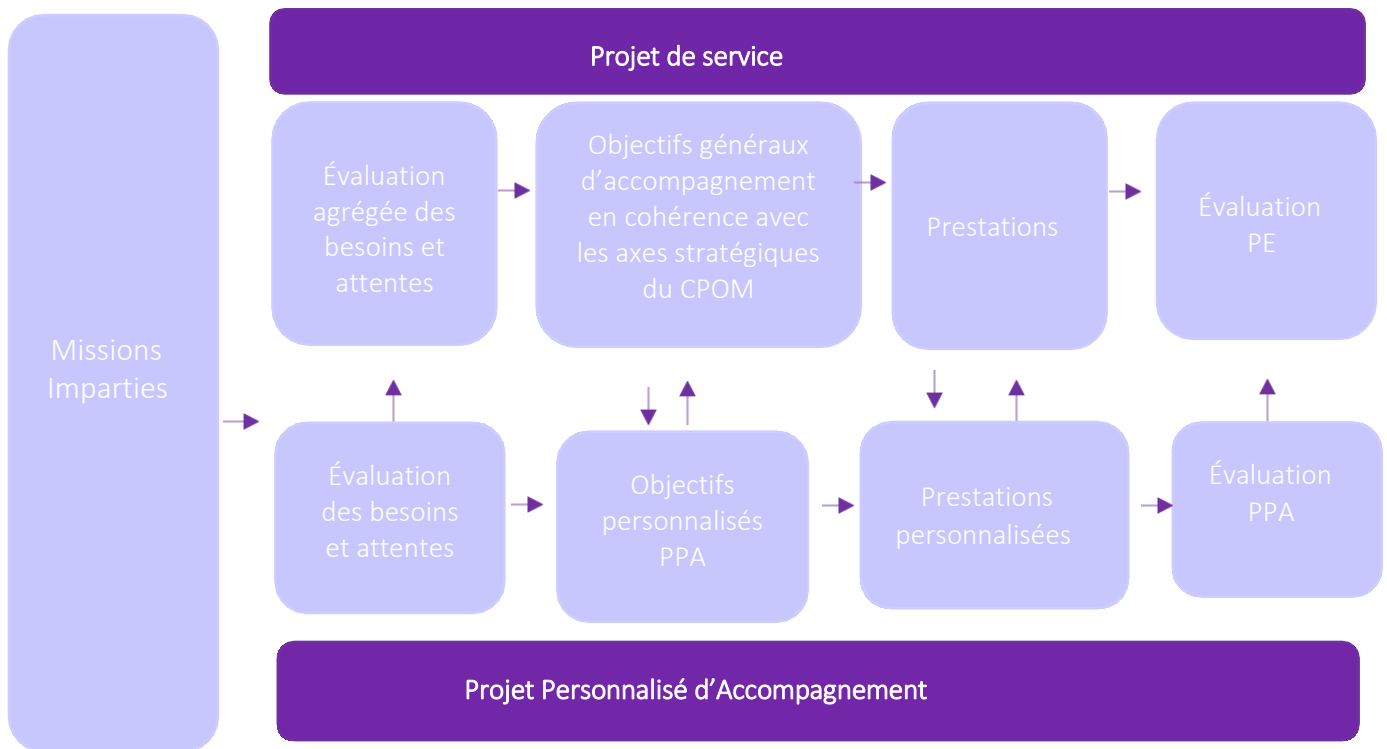 Projet de service
Missions
Imparties
Évaluation
agrégée des
besoins et
attentes
Objectifs généraux
d’accompagnement
en cohérence avec
les axes stratégiques
du CPOM
Prestations
Évaluation
PE
Évaluation
des besoins
et attentes
Objectifs
personnalisés
PPA
Prestations
personnalisées
Évaluation
PPA
Projet Personnalisé d’Accompagnement